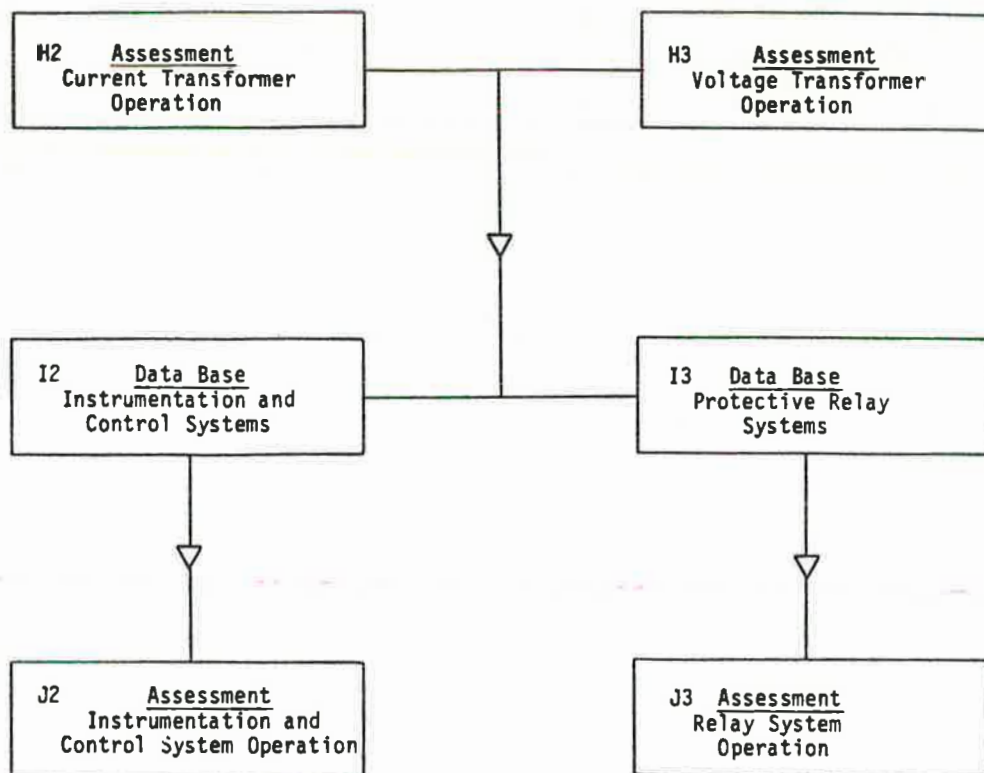 H2 Assessment
Current Transformer
Operation
H3 Assessment
Voltage Transformer
Operation
I2 Data Base
Instrumentation and
Control Systems
I3 Data Base
Protective Relay
Systems
J2 Assessment
Instrumentation and
Control System Operation
J3 Assessment
Relay System
Operation